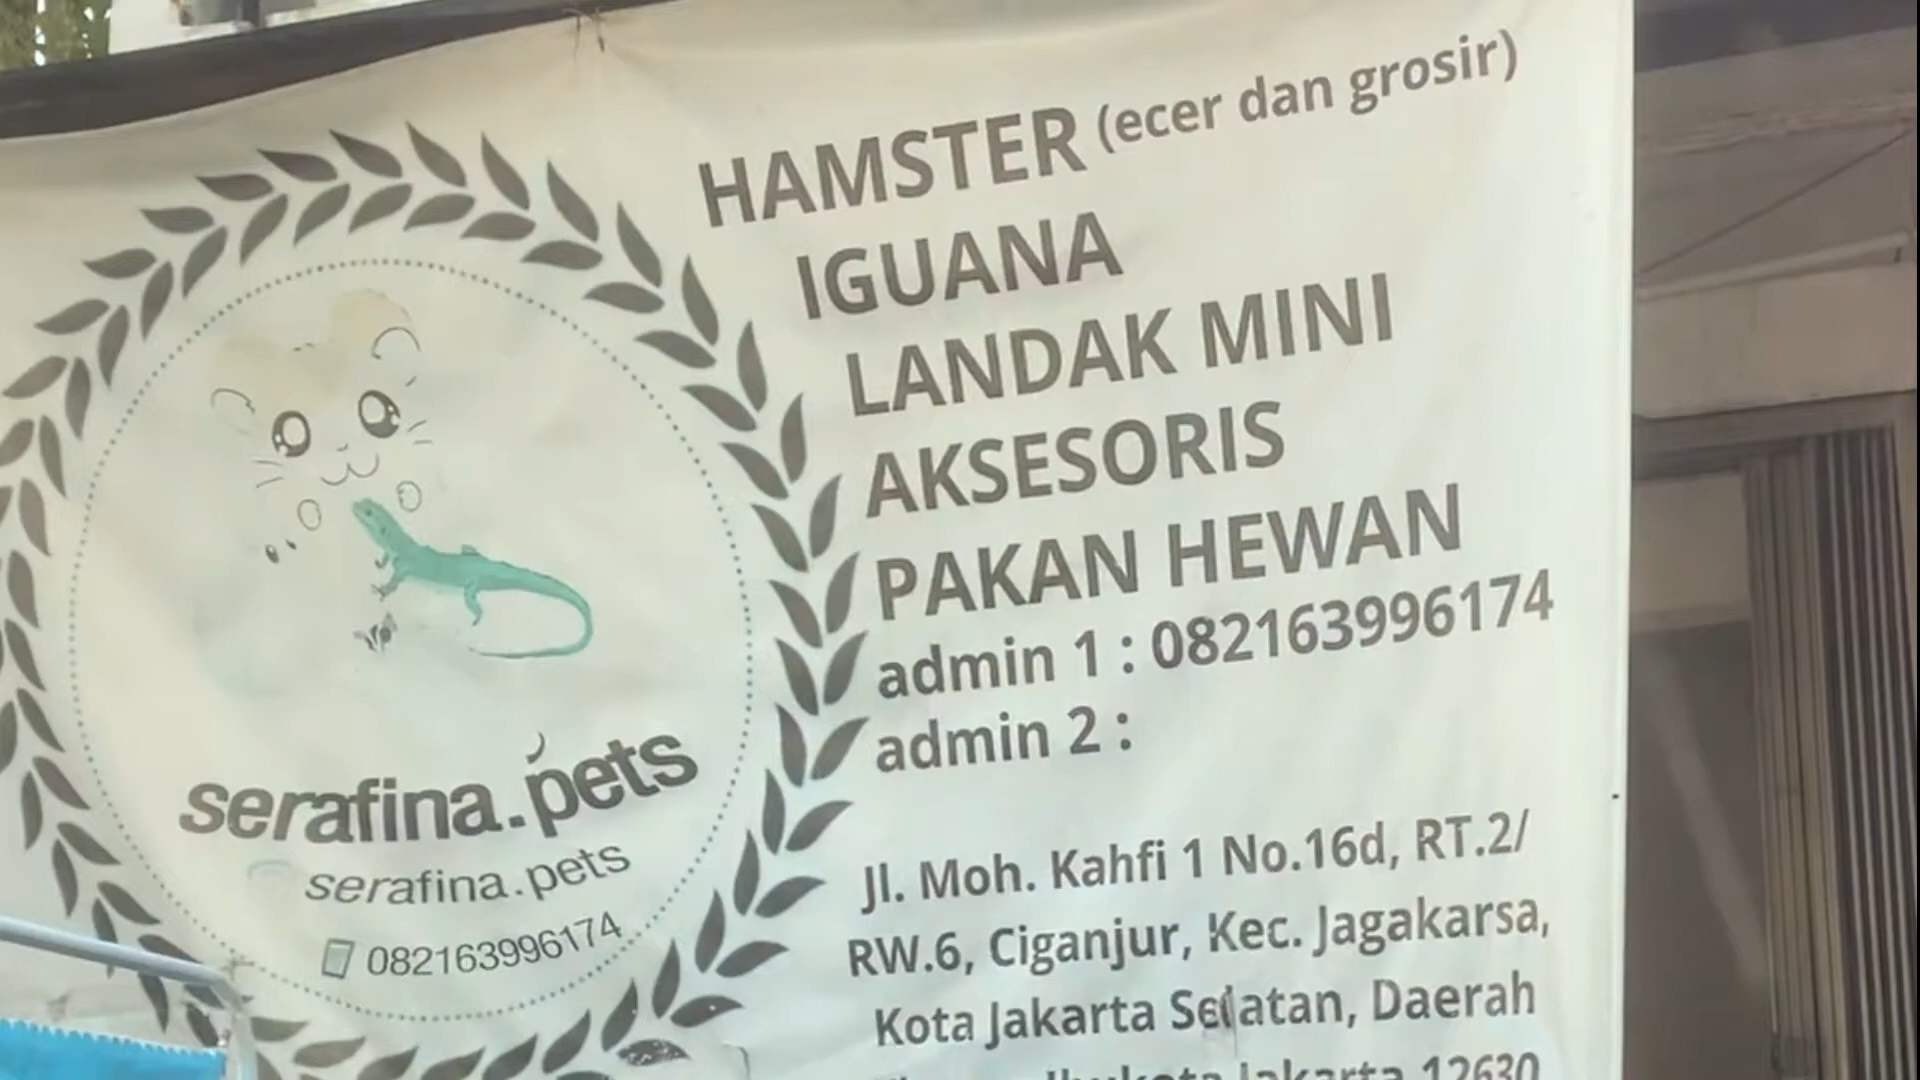 HAMSTER (ecer dan grosir)
IGUANA
LANDAK MINI
AKSESORIS
PAKAN HEWAN
admin 1 : 082163996174
admin 2 :
Jl. Moh. Kahfi 1 No.16d, RT.2/
RW.6, Ciganjur, Kec. Jagakarsa,
Kota Jakarta Selatan, Daerah
Ibukota Jakarta 12630
serafina.pets
serafina.pets
082163996174